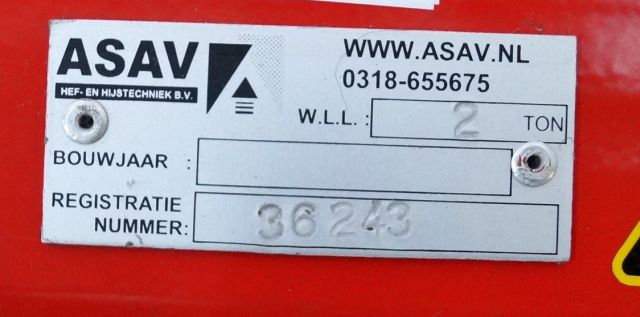 ASAV
HEF- EN HIJSTECHNIEK B.V.
WWW.ASAV.NL
0318-655675
W.L.L. : 2 TON
BOUWJAAR :
REGISTRATIE
NUMMER: 36243